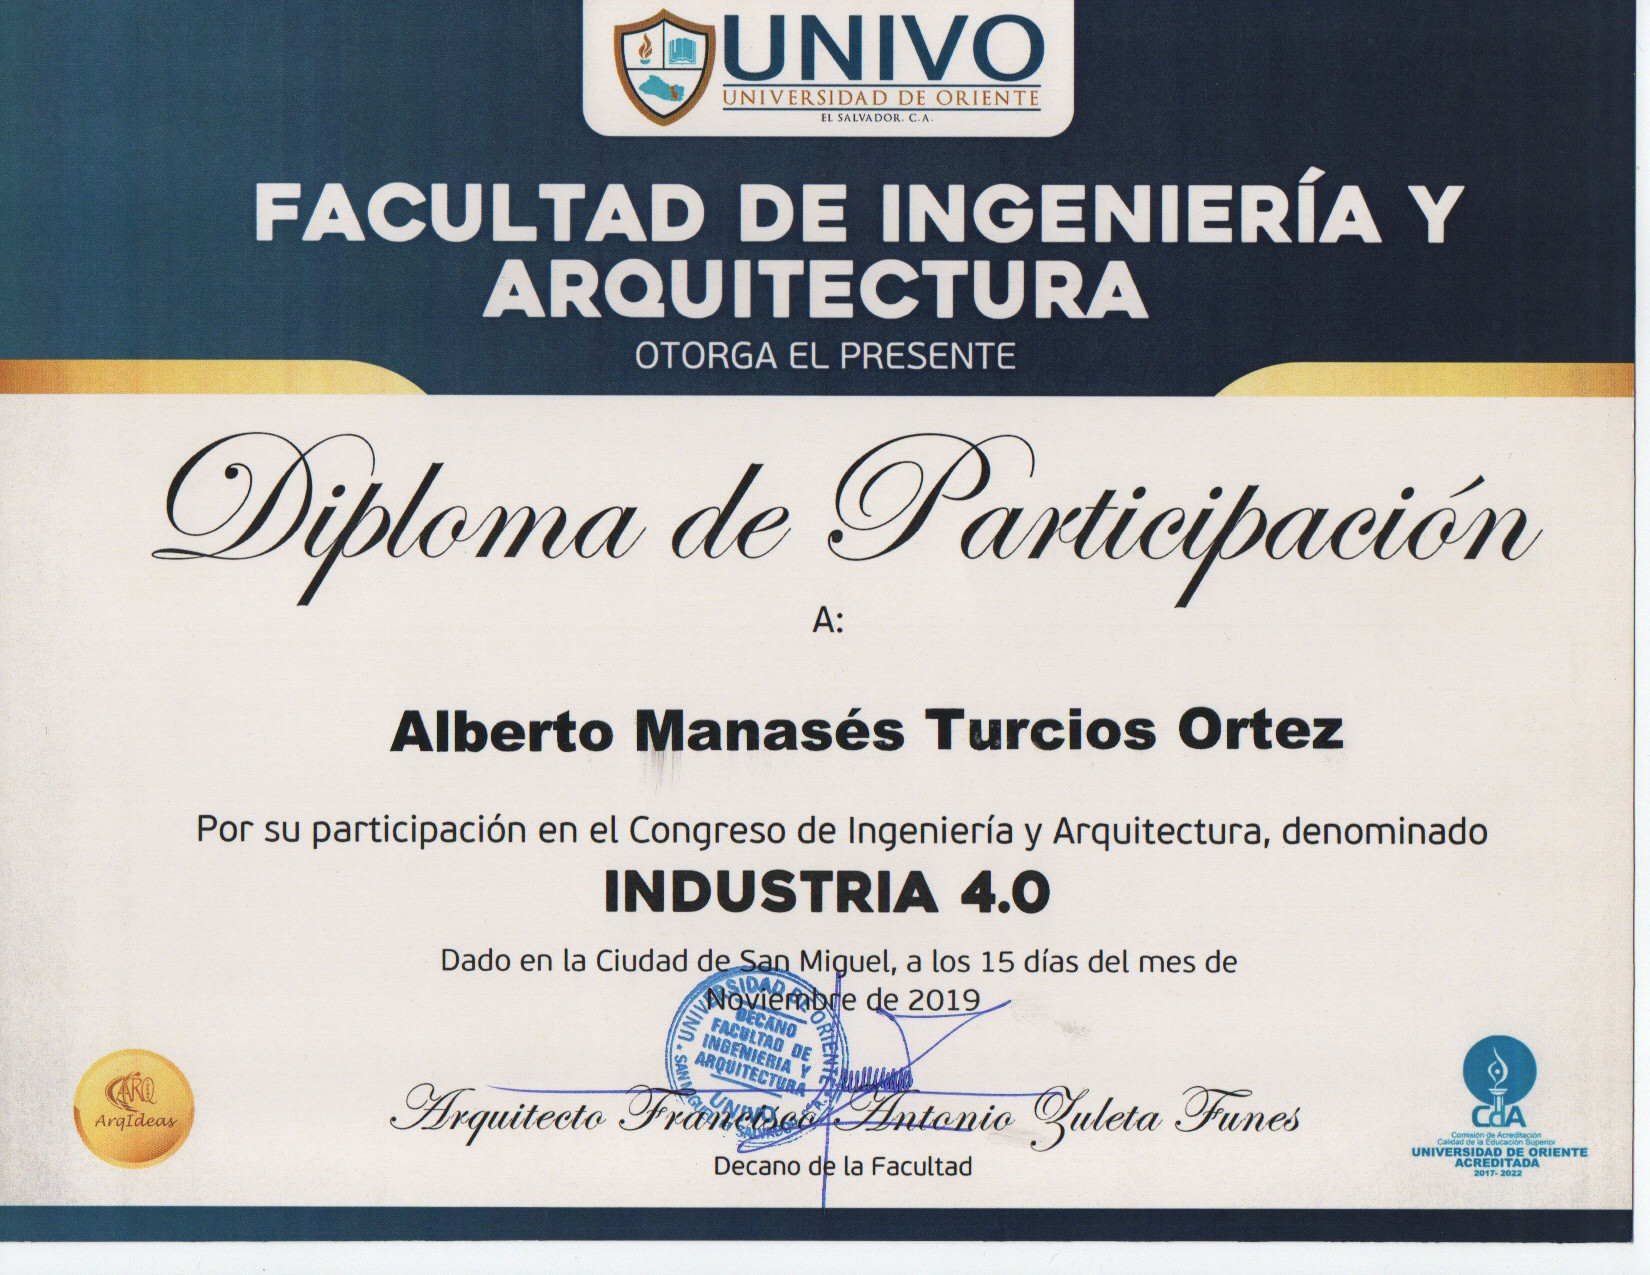 UNIVO
UNIVERSIDAD DE ORIENTE
EL SALVADOR. C.A.
FACULTAD DE INGENIERÍA Y
ARQUITECTURA
OTORGA EL PRESENTE
Diploma de Participación
A:
Alberto Manasés Turcios Ortez
Por su participación en el Congreso de Ingeniería y Arquitectura, denominado
INDUSTRIA 4.0
Dado en la Ciudad de San Miguel, a los 15 días del mes de
Noviembre de 2019
UNIVERSIDAD DE ORIENTE
DECANO
FACULTAD DE
INGENIERIA Y
ARQUITECTURA
UNIVO
SAN MIGUEL, EL SALVADOR, C.A.
Arquitecto Francisco Antonio Zuleta Funes
Decano de la Facultad
ARQ
ArqIdeas
CdA
Comisión de Acreditación
Calidad de la Educación Superior
UNIVERSIDAD DE ORIENTE
ACREDITADA
2017- 2022